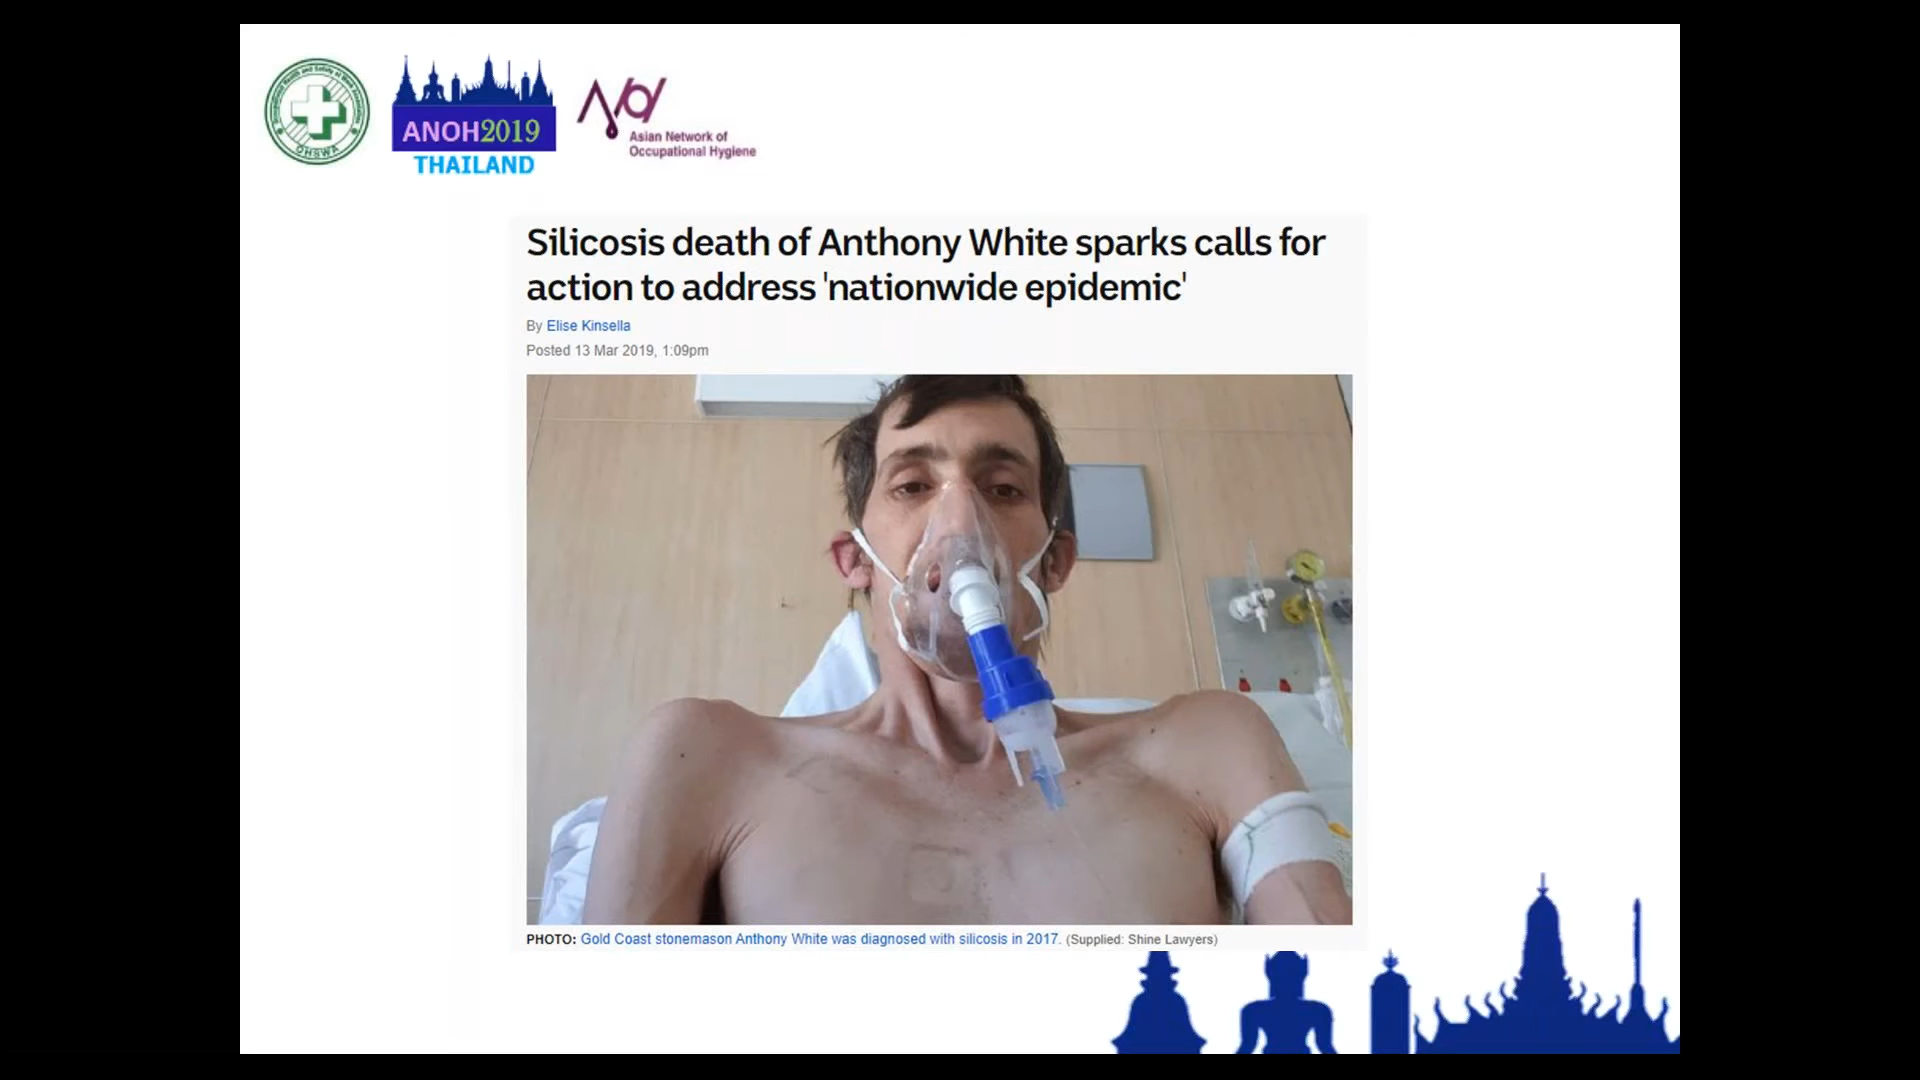 OHSWA
ANOH2019
THAILAND
Asian Network of
Occupational Hygiene
Silicosis death of Anthony White sparks calls for
action to address 'nationwide epidemic'
By Elise Kinsella
Posted 13 Mar 2019, 1:09pm
PHOTO: Gold Coast stonemason Anthony White was diagnosed with silicosis in 2017. (Supplied: Shine Lawyers)